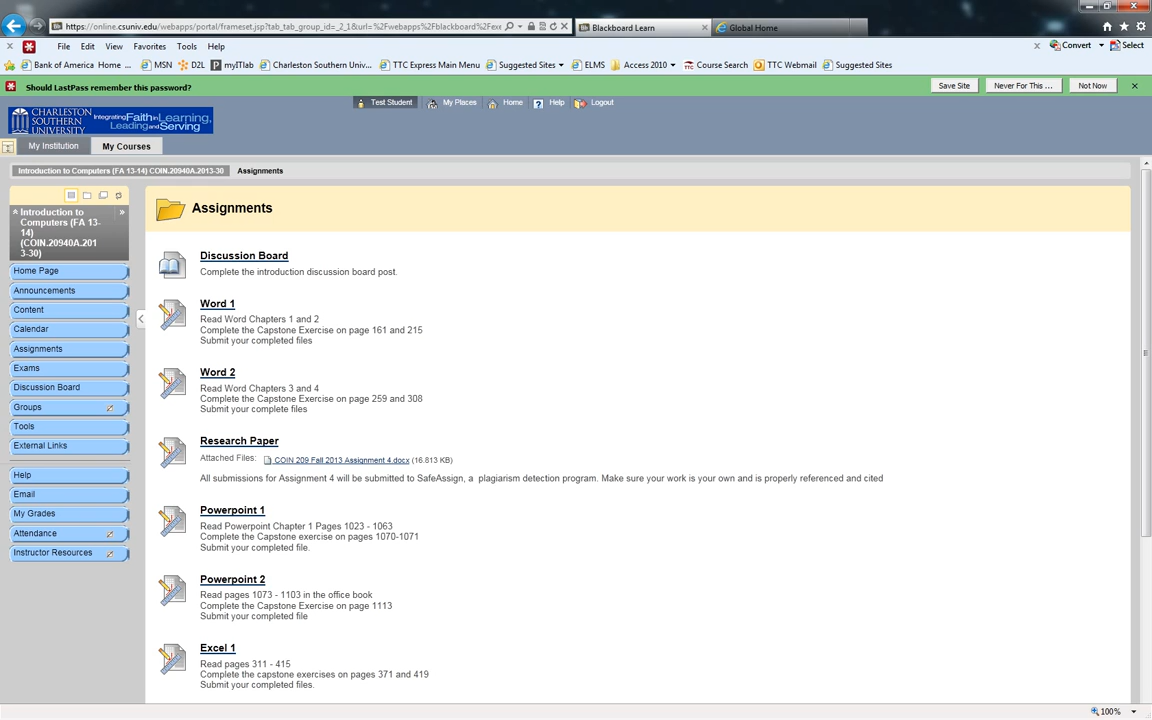 https://online.csuniv.edu/webapps/portal/frameset.jsp?tab_tab_group_id=_2_1&url=%2Fwebapps%2Fblackboard%2Fexe
Blackboard Learn
Global Home
File Edit View Favorites Tools Help
Convert
Select
Bank of America Home ...
MSN
D2L
myITlab
Charleston Southern Univ...
TTC Express Main Menu
Suggested Sites
ELMS
Access 2010
Course Search
TTC Webmail
Suggested Sites
Should LastPass remember this password?
Save Site
Never For This ...
Not Now
Test Student
My Places
Home
Help
Logout
CHARLESTON
SOUTHERN
UNIVERSITY
Integrating Faith in Learning,
Leading and Serving
My Institution
My Courses
Introduction to Computers (FA 13-14) COIN.20940A.2013-30
Assignments
Introduction to
Computers (FA 13-
14)
(COIN.20940A.201
3-30)
Home Page
Announcements
Content
Calendar
Assignments
Exams
Discussion Board
Groups
Tools
External Links
Help
Email
My Grades
Attendance
Instructor Resources
Assignments
Discussion Board
Complete the introduction discussion board post.
Word 1
Read Word Chapters 1 and 2
Complete the Capstone Exercise on page 161 and 215
Submit your completed files
Word 2
Read Word Chapters 3 and 4
Complete the Capstone Exercise on page 259 and 308
Submit your complete files
Research Paper
Attached Files: COIN 209 Fall 2013 Assignment 4.docx (16.813 KB)
All submissions for Assignment 4 will be submitted to SafeAssign, a plagiarism detection program. Make sure your work is your own and is properly referenced and cited
Powerpoint 1
Read Powerpoint Chapter 1 Pages 1023 - 1063
Complete the Capstone exercise on pages 1070-1071
Submit your completed file.
Powerpoint 2
Read pages 1073 - 1103 in the office book
Complete the Capstone Exercise on page 1113
Submit your completed file
Excel 1
Read pages 311 - 415
Complete the capstone exercises on pages 371 and 419
Submit your completed files.
100%